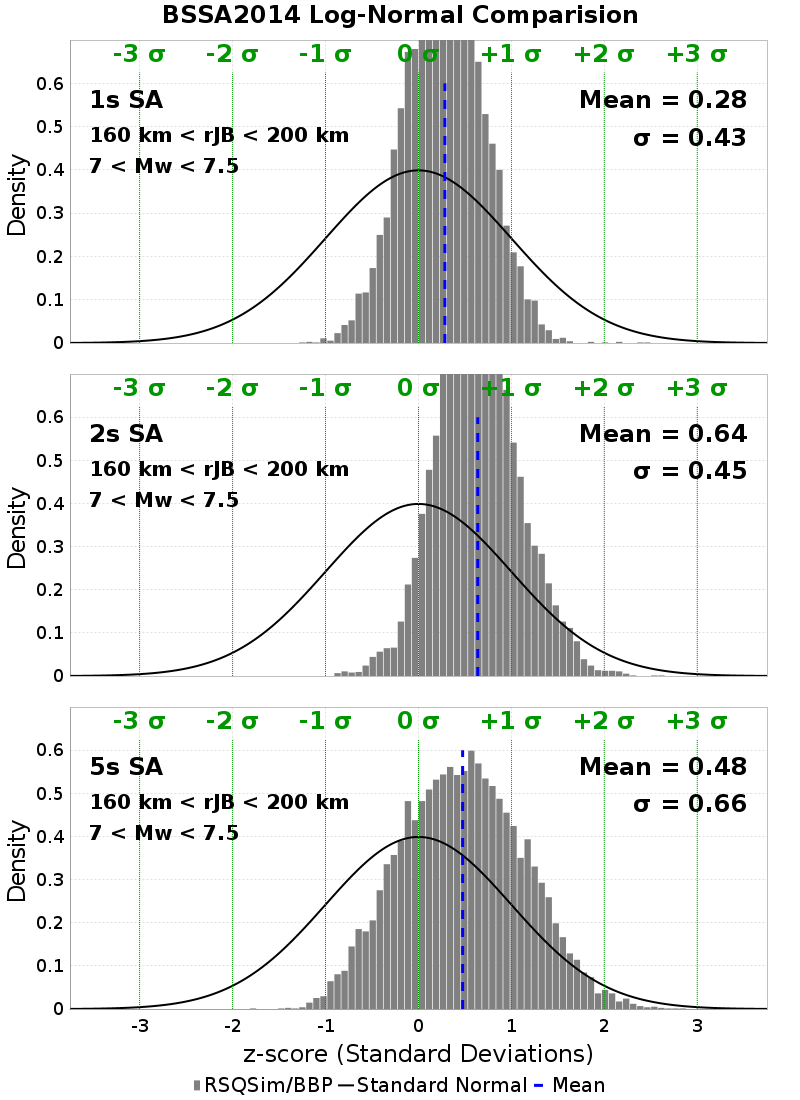 BSSA2014 Log-Normal Comparision
-3 σ -2 σ -1 σ 0 σ +1 σ +2 σ +3 σ
1s SA
160 km < rJB < 200 km
7 < Mw < 7.5
Mean = 0.28
σ = 0.43
Density
0.6
0.5
0.4
0.3
0.2
0.1
0
-3 σ -2 σ -1 σ 0 σ +1 σ +2 σ +3 σ
2s SA
160 km < rJB < 200 km
7 < Mw < 7.5
Mean = 0.64
σ = 0.45
Density
0.6
0.5
0.4
0.3
0.2
0.1
0
-3 σ -2 σ -1 σ 0 σ +1 σ +2 σ +3 σ
5s SA
160 km < rJB < 200 km
7 < Mw < 7.5
Mean = 0.48
σ = 0.66
Density
0.6
0.5
0.4
0.3
0.2
0.1
0
-3 -2 -1 0 1 2 3
z-score (Standard Deviations)
RSQSim/BBP Standard Normal Mean